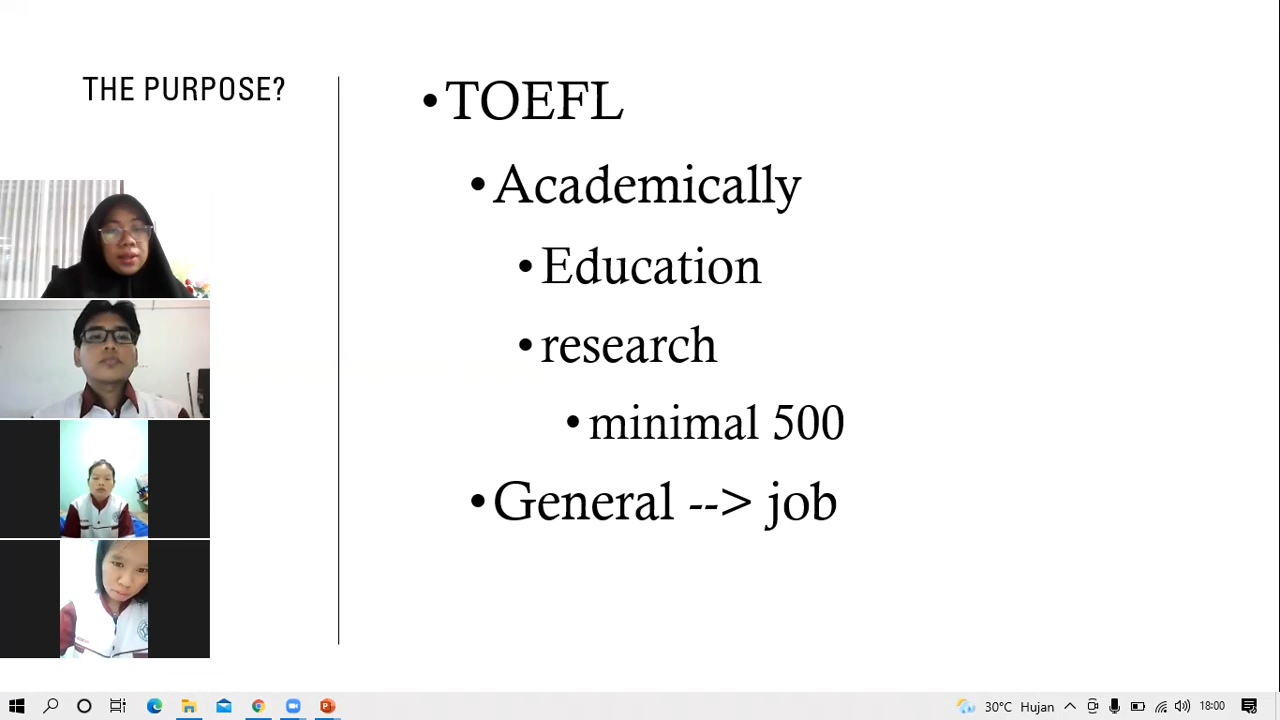 THE PURPOSE?
•TOEFL
•Academically
•Education
•research
•minimal 500
•General --> job
30°C Hujan
18:00